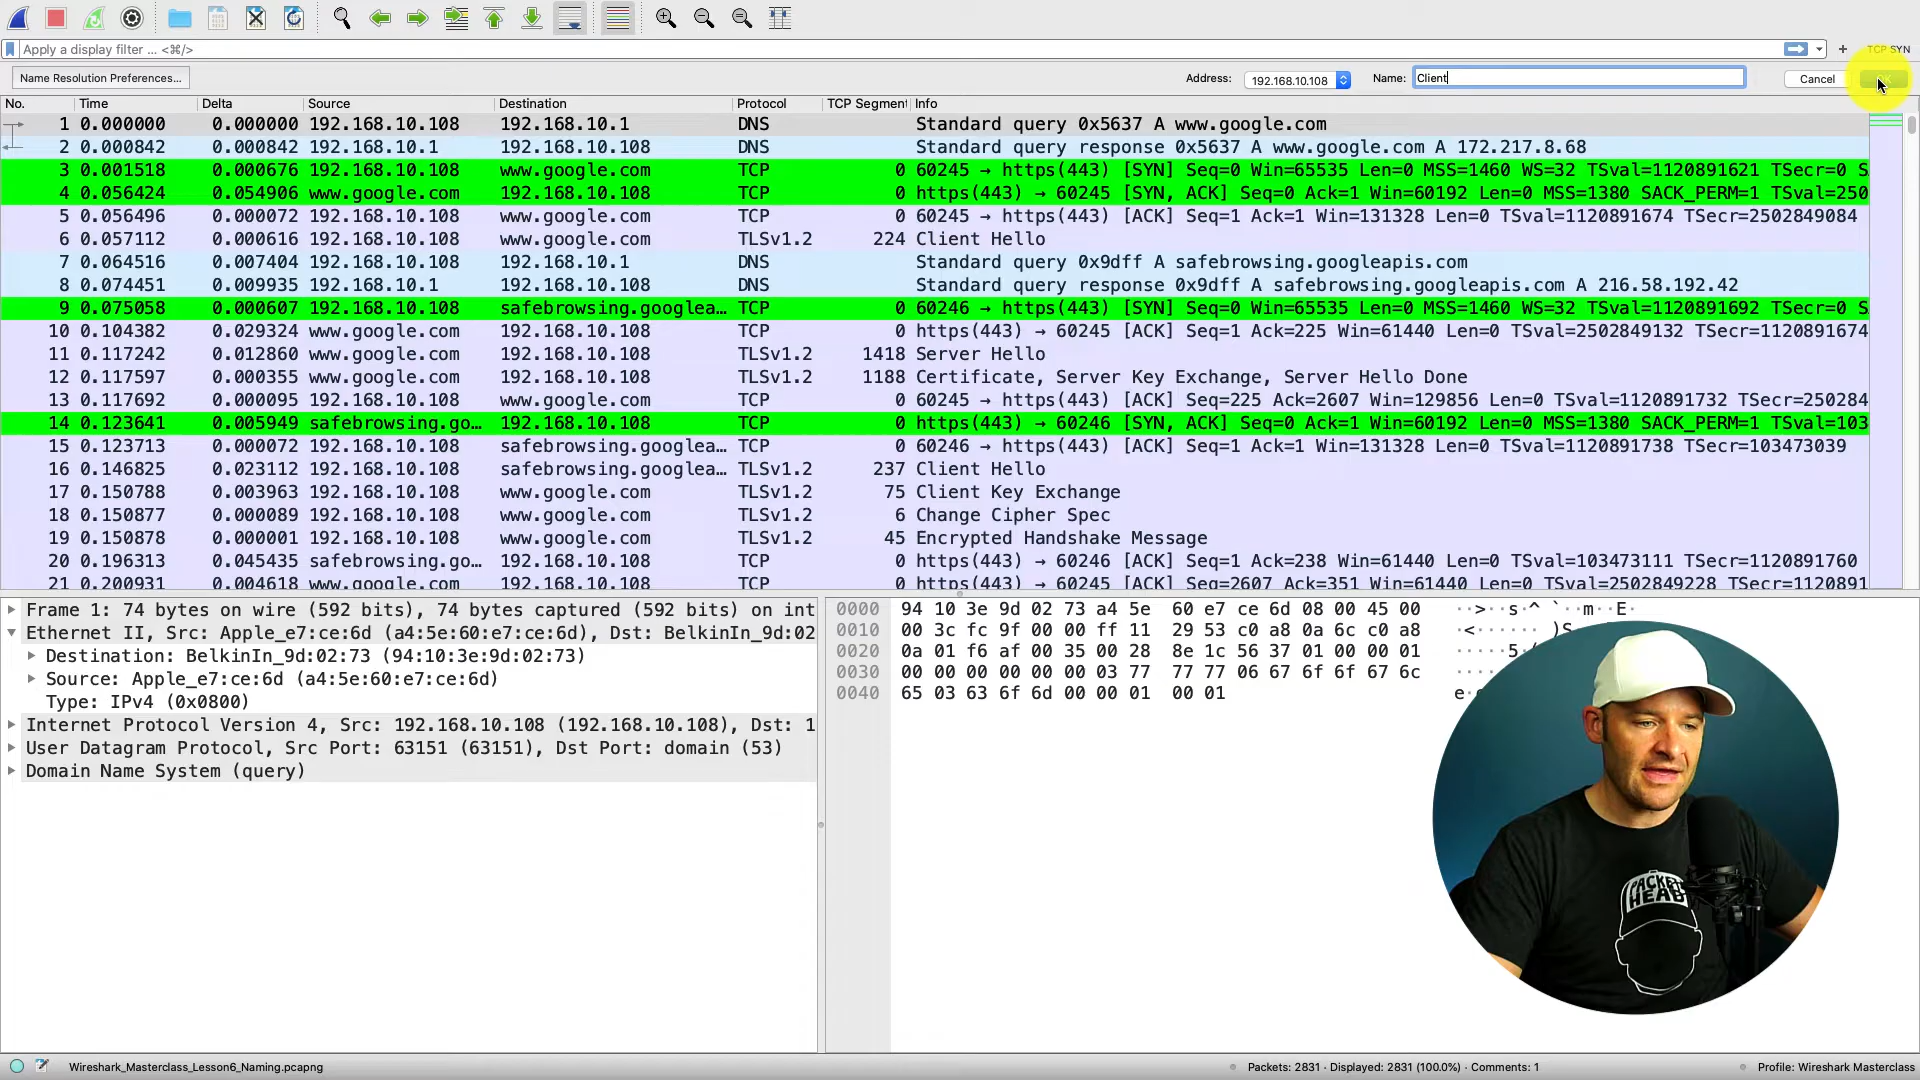 Apply a display filter ... <⌘/>
TCP SYN
Name Resolution Preferences...
Address: 192.168.10.108 Name: Client Cancel
No. Time Delta Source Destination Protocol TCP Segment Info
1 0.000000 0.000000 192.168.10.108 192.168.10.1 DNS Standard query 0x5637 A www.google.com
2 0.000842 0.000842 192.168.10.1 192.168.10.108 DNS Standard query response 0x5637 A www.google.com A 172.217.8.68
3 0.001518 0.000676 192.168.10.108 www.google.com TCP 0 60245 → https(443) [SYN] Seq=0 Win=65535 Len=0 MSS=1460 WS=32 TSval=1120891621 TSecr=0 S
4 0.056424 0.054906 www.google.com 192.168.10.108 TCP 0 https(443) → 60245 [SYN, ACK] Seq=0 Ack=1 Win=60192 Len=0 MSS=1380 SACK_PERM=1 TSval=250
5 0.056496 0.000072 192.168.10.108 www.google.com TCP 0 60245 → https(443) [ACK] Seq=1 Ack=1 Win=131328 Len=0 TSval=1120891674 TSecr=2502849084
6 0.057112 0.000616 192.168.10.108 www.google.com TLSv1.2 224 Client Hello
7 0.064516 0.007404 192.168.10.108 192.168.10.1 DNS Standard query 0x9dff A safebrowsing.googleapis.com
8 0.074451 0.009935 192.168.10.1 192.168.10.108 DNS Standard query response 0x9dff A safebrowsing.googleapis.com A 216.58.192.42
9 0.075058 0.000607 192.168.10.108 safebrowsing.googlea… TCP 0 60246 → https(443) [SYN] Seq=0 Win=65535 Len=0 MSS=1460 WS=32 TSval=1120891692 TSecr=0 S
10 0.104382 0.029324 www.google.com 192.168.10.108 TCP 0 https(443) → 60245 [ACK] Seq=1 Ack=225 Win=61440 Len=0 TSval=2502849132 TSecr=1120891674
11 0.117242 0.012860 www.google.com 192.168.10.108 TLSv1.2 1418 Server Hello
12 0.117597 0.000355 www.google.com 192.168.10.108 TLSv1.2 1188 Certificate, Server Key Exchange, Server Hello Done
13 0.117692 0.000095 192.168.10.108 www.google.com TCP 0 60245 → https(443) [ACK] Seq=225 Ack=2607 Win=129856 Len=0 TSval=1120891732 TSecr=250284
14 0.123641 0.005949 safebrowsing.go… 192.168.10.108 TCP 0 https(443) → 60246 [SYN, ACK] Seq=0 Ack=1 Win=60192 Len=0 MSS=1380 SACK_PERM=1 TSval=103
15 0.123713 0.000072 192.168.10.108 safebrowsing.googlea… TCP 0 60246 → https(443) [ACK] Seq=1 Ack=1 Win=131328 Len=0 TSval=1120891738 TSecr=103473039
16 0.146825 0.023112 192.168.10.108 safebrowsing.googlea… TLSv1.2 237 Client Hello
17 0.150788 0.003963 192.168.10.108 www.google.com TLSv1.2 75 Client Key Exchange
18 0.150877 0.000089 192.168.10.108 www.google.com TLSv1.2 6 Change Cipher Spec
19 0.150878 0.000001 192.168.10.108 www.google.com TLSv1.2 45 Encrypted Handshake Message
20 0.196313 0.045435 safebrowsing.go… 192.168.10.108 TCP 0 https(443) → 60246 [ACK] Seq=1 Ack=238 Win=61440 Len=0 TSval=103473111 TSecr=1120891760
21 0.200931 0.004618 www.google.com 192.168.10.108 TCP 0 https(443) → 60245 [ACK] Seq=2607 Ack=351 Win=61440 Len=0 TSval=2502849228 TSecr=1120891
Frame 1: 74 bytes on wire (592 bits), 74 bytes captured (592 bits) on int
Ethernet II, Src: Apple_e7:ce:6d (a4:5e:60:e7:ce:6d), Dst: BelkinIn_9d:02
Destination: BelkinIn_9d:02:73 (94:10:3e:9d:02:73)
Source: Apple_e7:ce:6d (a4:5e:60:e7:ce:6d)
Type: IPv4 (0x0800)
Internet Protocol Version 4, Src: 192.168.10.108 (192.168.10.108), Dst: 1
User Datagram Protocol, Src Port: 63151 (63151), Dst Port: domain (53)
Domain Name System (query)
0000 94 10 3e 9d 02 73 a4 5e 60 e7 ce 6d 08 00 45 00 ··>··s·^ `··m··E·
0010 00 3c fc 9f 00 00 ff 11 29 53 c0 a8 0a 6c c0 a8 ·<······ )S
0020 0a 01 f6 af 00 35 00 28 8e 1c 56 37 01 00 00 01 ·····5·(
0030 00 00 00 00 00 00 03 77 77 77 06 67 6f 6f 67 6c
0040 65 03 63 6f 6d 00 00 01 00 01
PACKET
HEAD
Wireshark_Masterclass_Lesson6_Naming.pcapng
Packets: 2831 · Displayed: 2831 (100.0%) · Comments: 1
Profile: Wireshark Masterclass